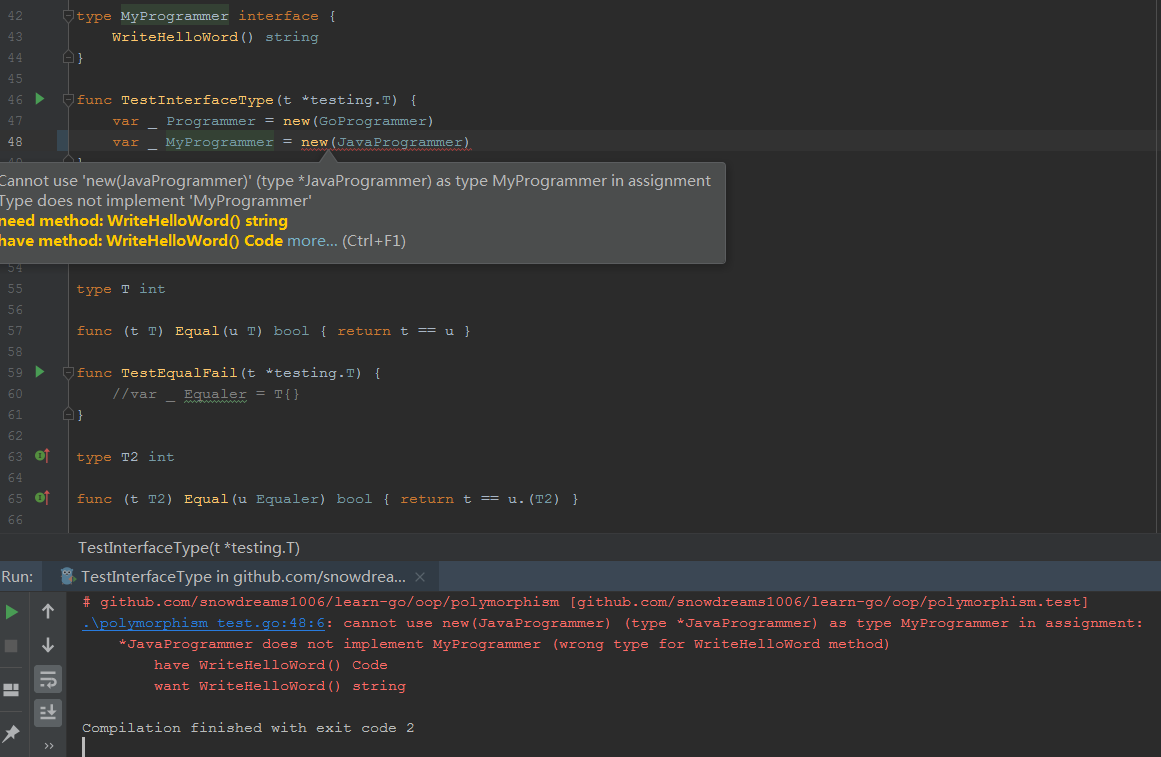 42 type MyProgrammer interface {
43 WriteHelloWord() string
44 }
45
46 func TestInterfaceType(t *testing.T) {
47 var _ Programmer = new(GoProgrammer)
48 var _ MyProgrammer = new(JavaProgrammer)
Cannot use 'new(JavaProgrammer)' (type *JavaProgrammer) as type MyProgrammer in assignment
Type does not implement 'MyProgrammer'
need method: WriteHelloWord() string
have method: WriteHelloWord() Code more... (Ctrl+F1)
54
55 type T int
56
57 func (t T) Equal(u T) bool { return t == u }
58
59 func TestEqualFail(t *testing.T) {
60 //var _ Equaler = T{}
61 }
62
63 type T2 int
64
65 func (t T2) Equal(u Equaler) bool { return t == u.(T2) }
66
TestInterfaceType(t *testing.T)
Run: TestInterfaceType in github.com/snowdrea... ×
# github.com/snowdreams1006/learn-go/oop/polymorphism [github.com/snowdreams1006/learn-go/oop/polymorphism.test]
.\polymorphism_test.go:48:6: cannot use new(JavaProgrammer) (type *JavaProgrammer) as type MyProgrammer in assignment:
*JavaProgrammer does not implement MyProgrammer (wrong type for WriteHelloWord method)
have WriteHelloWord() Code
want WriteHelloWord() string
Compilation finished with exit code 2